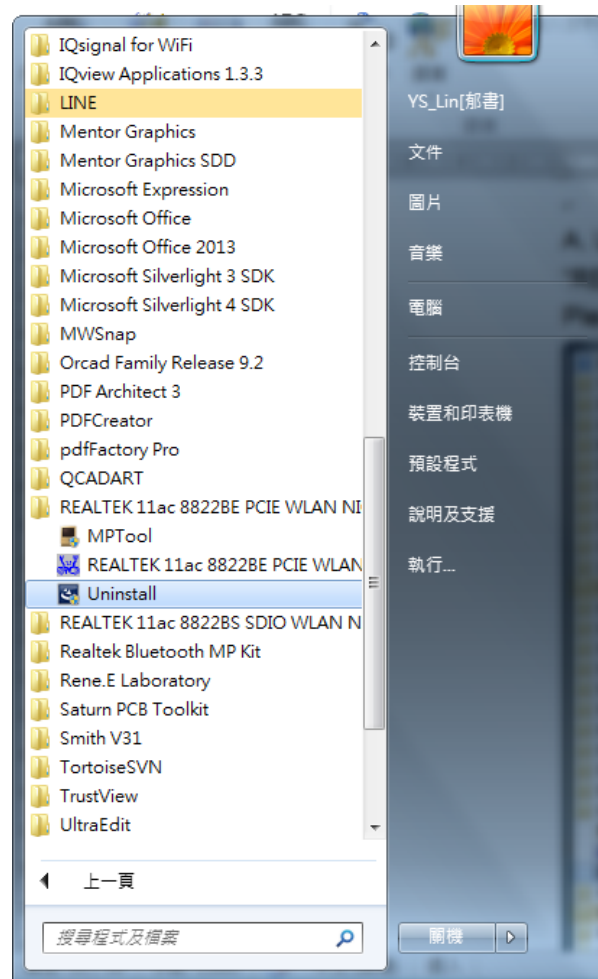 IQsignal for WiFi
IQview Applications 1.3.3
LINE
Mentor Graphics
Mentor Graphics SDD
Microsoft Expression
Microsoft Office
Microsoft Office 2013
Microsoft Silverlight 3 SDK
Microsoft Silverlight 4 SDK
MWSnap
Orcad Family Release 9.2
PDF Architect 3
PDFCreator
pdfFactory Pro
QCADART
REALTEK 11ac 8822BE PCIE WLAN NI
MPTool
REALTEK 11ac 8822BE PCIE WLAN
Uninstall
REALTEK 11ac 8822BS SDIO WLAN N
Realtek Bluetooth MP Kit
Rene.E Laboratory
Saturn PCB Toolkit
Smith V31
TortoiseSVN
TrustView
UltraEdit
上一頁
搜尋程式及檔案
YS_Lin[郁書]
文件
圖片
音樂
電腦
控制台
裝置和印表機
預設程式
說明及支援
執行...
關機